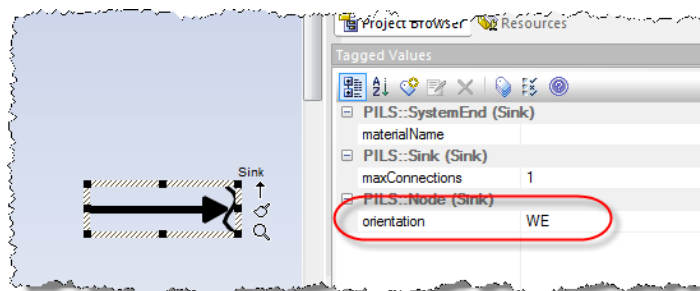 Project Browser Resources
Tagged Values
PILS::SystemEnd (Sink)
materialName
PILS::Sink (Sink)
maxConnections 1
PILS::Node (Sink)
orientation WE
Sink